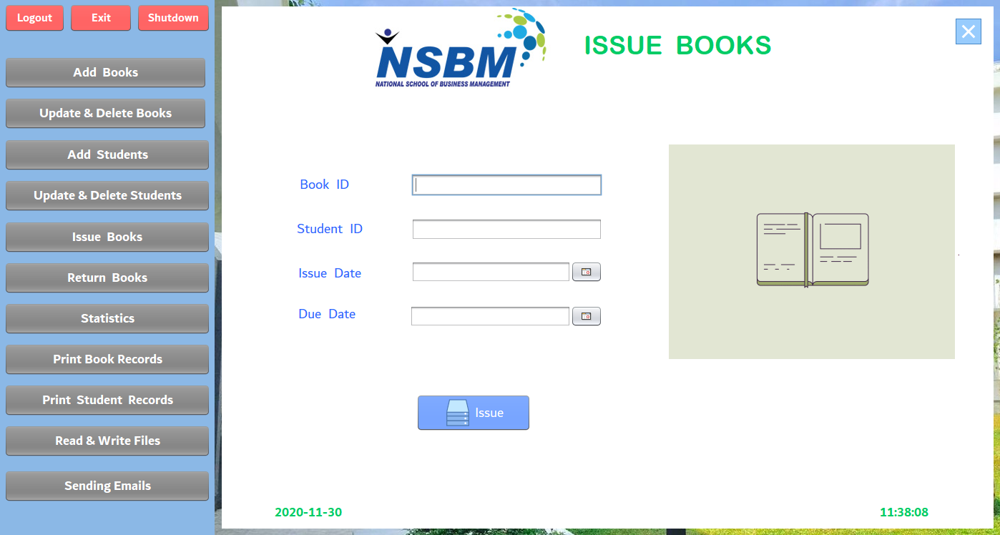 Logout
Exit
Shutdown
Add Books
Update & Delete Books
Add Students
Update & Delete Students
Issue Books
Return Books
Statistics
Print Book Records
Print Student Records
Read & Write Files
Sending Emails
NSBM
NATIONAL SCHOOL OF BUSINESS MANAGEMENT
ISSUE BOOKS
Book ID
Student ID
Issue Date
Due Date
Issue
2020-11-30
11:38:08